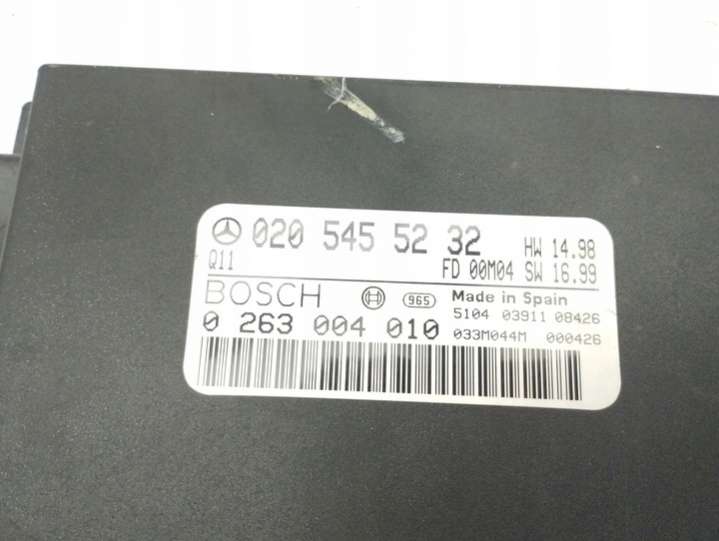 020 545 52 32 HW 14.98
Q11 FD 00M04 SW 16.99
BOSCH 965 Made in Spain
5104 03911 08426
0 263 004 010 033M044M 000426